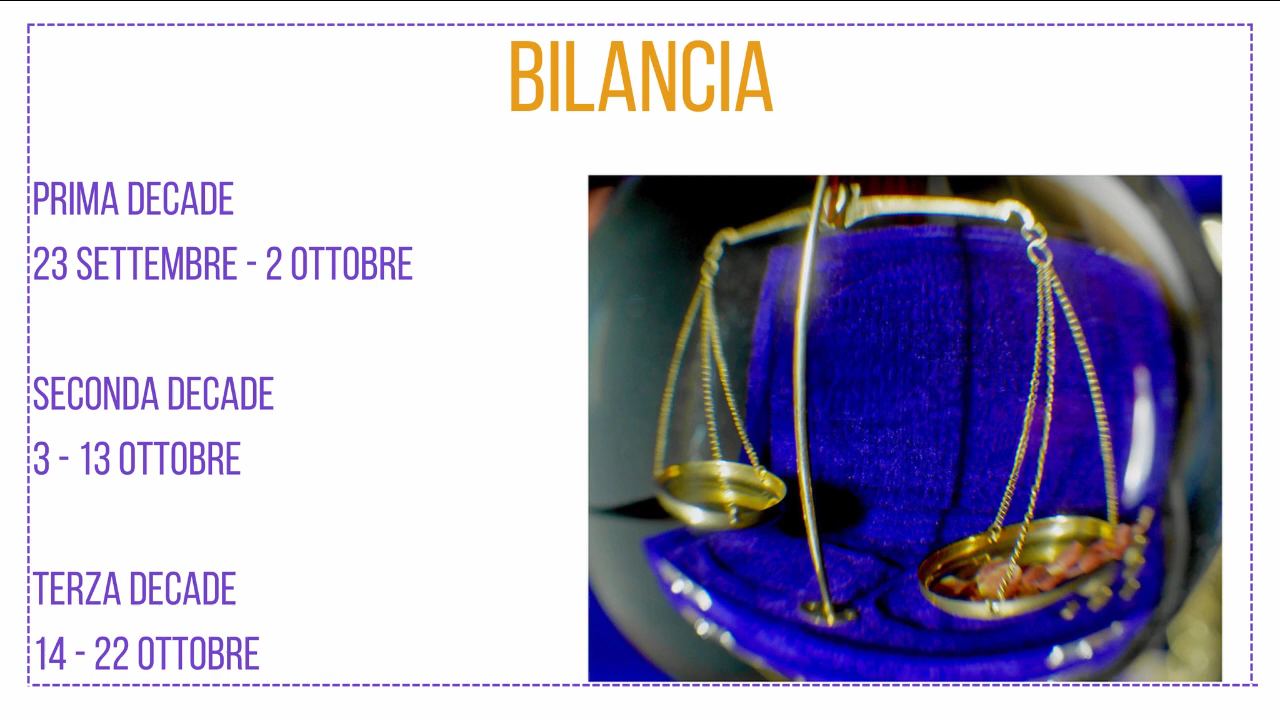 BILANCIA
PRIMA DECADE
23 SETTEMBRE - 2 OTTOBRE
SECONDA DECADE
3 - 13 OTTOBRE
TERZA DECADE
14 - 22 OTTOBRE